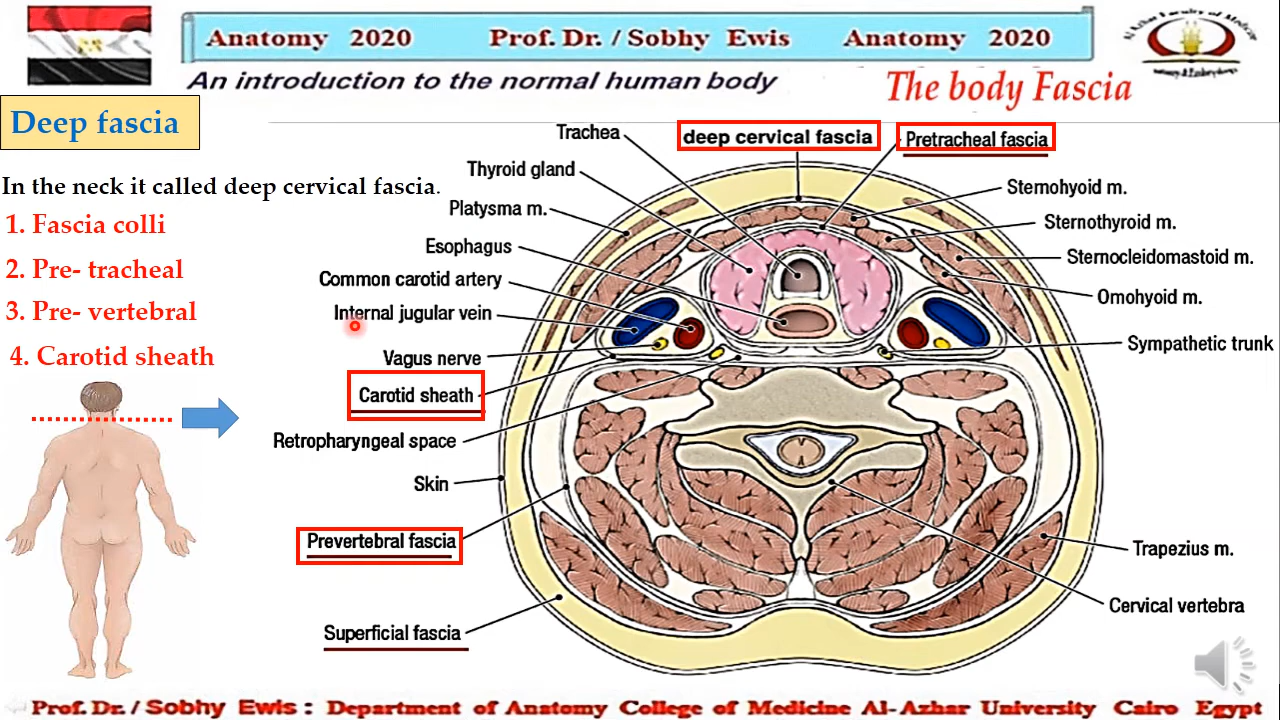 Anatomy 2020 Prof. Dr. / Sobhy Ewis Anatomy 2020
An introduction to the normal human body
The body Fascia
Deep fascia
In the neck it called deep cervical fascia.
1. Fascia colli
2. Pre- tracheal
3. Pre- vertebral
4. Carotid sheath
Trachea
deep cervical fascia
Pretracheal fascia
Thyroid gland
Platysma m.
Esophagus
Common carotid artery
Internal jugular vein
Vagus nerve
Carotid sheath
Retropharyngeal space
Skin
Prevertebral fascia
Superficial fascia
Sternohyoid m.
Sternothyroid m.
Sternocleidomastoid m.
Omohyoid m.
Sympathetic trunk
Trapezius m.
Cervical vertebra
Prof. Dr. / Sobhy Ewis : Department of Anatomy College of Medicine Al-Azhar University Cairo Egypt